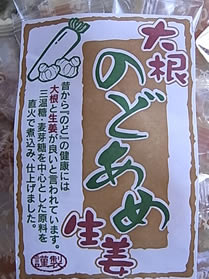 大根
のどあめ
生姜
昔から「のど」の健康には
大根と生姜が良いと言われています。
三温糖・麦芽糖を中心とした原料を
直火で煮込み、仕上げました。
謹製